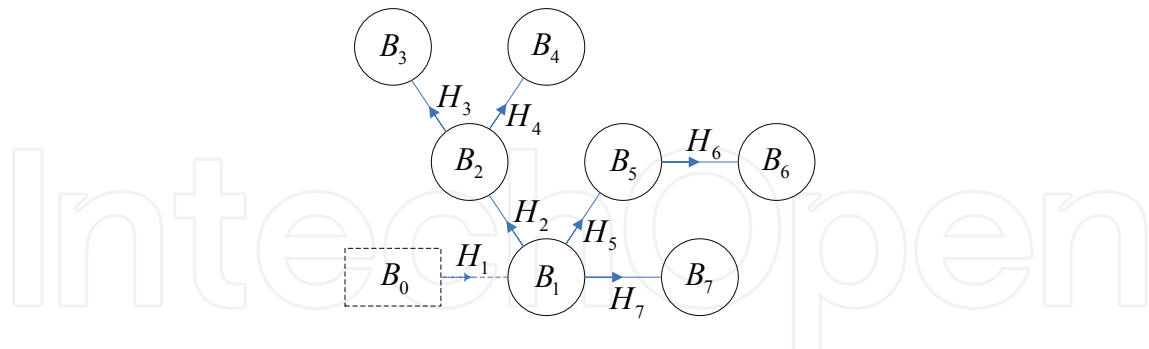 B₃
B₄
H₃
H₄
B₂
B₅
H₆
B₆
H₂
H₅
B₀
H₁
B₁
H₇
B₇
IntechOpen